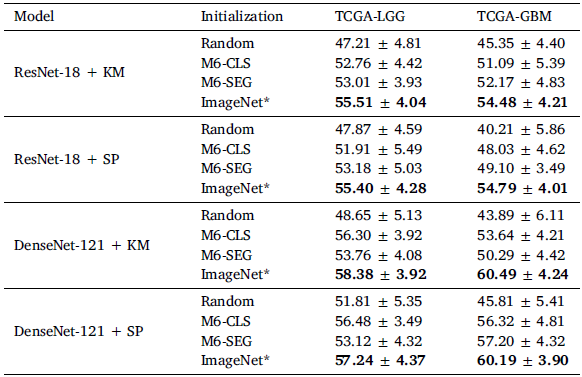 Model Initialization TCGA-LGG TCGA-GBM
Random 47.21 ± 4.81 45.35 ± 4.40
M6-CLS 52.76 ± 4.42 51.09 ± 5.39
ResNet-18 + KM
M6-SEG 53.01 ± 3.93 52.17 ± 4.83
ImageNet* 55.51 ± 4.04 54.48 ± 4.21
Random 47.87 ± 4.59 40.21 ± 5.86
M6-CLS 51.91 ± 5.49 48.03 ± 4.62
ResNet-18 + SP
M6-SEG 53.18 ± 5.03 49.10 ± 3.49
ImageNet* 55.40 ± 4.28 54.79 ± 4.01
Random 48.65 ± 5.13 43.89 ± 6.11
M6-CLS 56.30 ± 3.92 53.64 ± 4.21
DenseNet-121 + KM
M6-SEG 53.76 ± 4.08 50.29 ± 4.42
ImageNet* 58.38 ± 3.92 60.49 ± 4.24
Random 51.81 ± 5.35 45.81 ± 5.41
M6-CLS 56.48 ± 3.49 56.32 ± 4.81
DenseNet-121 + SP
M6-SEG 53.12 ± 4.32 57.20 ± 4.32
ImageNet* 57.24 ± 4.37 60.19 ± 3.90